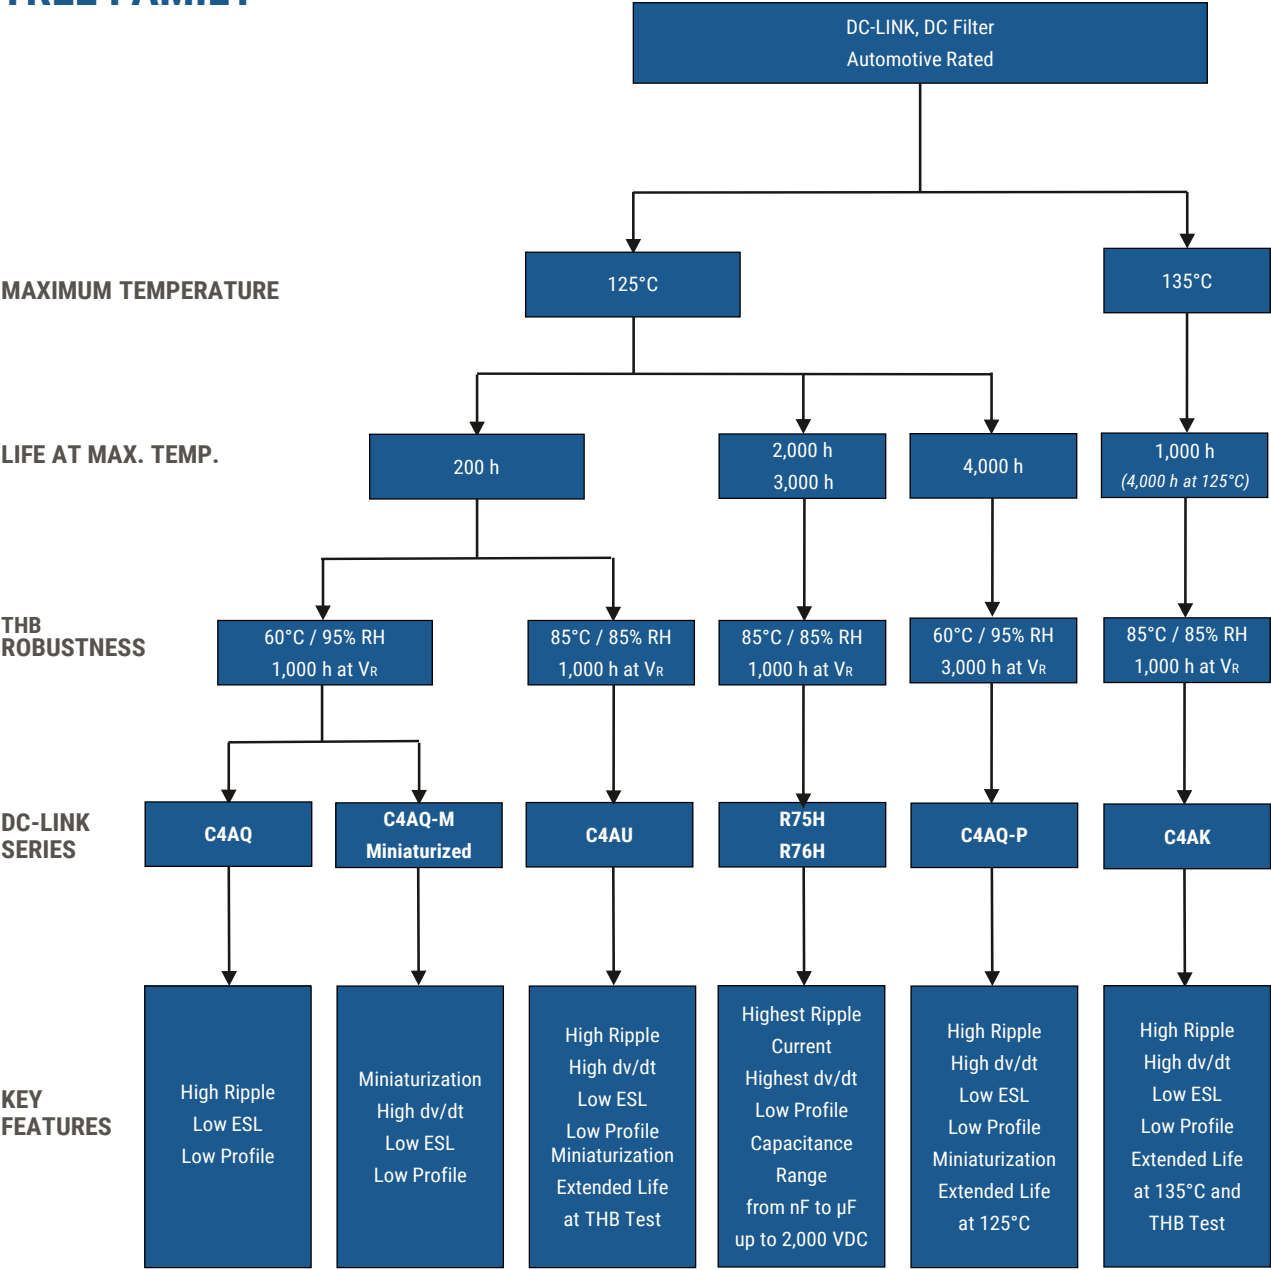 TREE FAMILY
DC-LINK, DC Filter
Automotive Rated
MAXIMUM TEMPERATURE
125°C
135°C
LIFE AT MAX. TEMP.
200 h
2,000 h
3,000 h
4,000 h
1,000 h
(4,000 h at 125°C)
THB
ROBUSTNESS
60°C / 95% RH
1,000 h at VR
85°C / 85% RH
1,000 h at VR
85°C / 85% RH
1,000 h at VR
60°C / 95% RH
3,000 h at VR
85°C / 85% RH
1,000 h at VR
DC-LINK
SERIES
C4AQ
C4AQ-M
Miniaturized
C4AU
R75H
R76H
C4AQ-P
C4AK
KEY
FEATURES
High Ripple
Low ESL
Low Profile
Miniaturization
High dv/dt
Low ESL
Low Profile
High Ripple
High dv/dt
Low ESL
Low Profile
Miniaturization
Extended Life
at THB Test
Highest Ripple
Current
Highest dv/dt
Low Profile
Capacitance
Range
from nF to µF
up to 2,000 VDC
High Ripple
High dv/dt
Low ESL
Low Profile
Miniaturization
Extended Life
at 125°C
High Ripple
High dv/dt
Low ESL
Low Profile
Extended Life
at 135°C and
THB Test